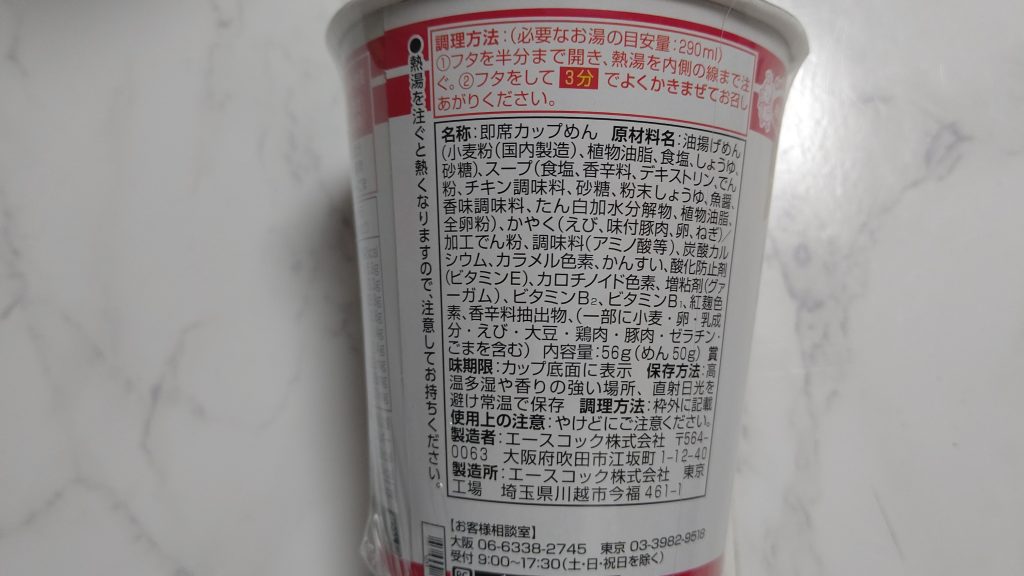 調理方法:(必要なお湯の目安量:290ml)
①フタを半分まで開き、熱湯を内側の線まで注
ぐ。②フタをして 3分 でよくかきまぜてお召し
あがりください。
●熱湯を注ぐと熱くなりますので、注意してお持ちください。
名称:即席カップめん 原材料名:油揚げめん
(小麦粉(国内製造)、植物油脂、食塩、しょうゆ、
砂糖)、スープ(食塩、香辛料、デキストリン、でん
粉、チキン調味料、砂糖、粉末しょうゆ、魚醤、
香味調味料、たん白加水分解物、植物油脂、
全卵粉)、かやく(えび、味付豚肉、卵、ねぎ)/
加工でん粉、調味料(アミノ酸等)、炭酸カル
シウム、カラメル色素、かんすい、酸化防止剤
(ビタミンE)、カロチノイド色素、増粘剤(グァ
ーガム)、ビタミンB₂、ビタミンB₁、紅麹色
素、香辛料抽出物、(一部に小麦・卵・乳成
分・えび・大豆・鶏肉・豚肉・ゼラチン・
ごまを含む) 内容量:56g(めん50g) 賞
味期限:カップ底面に表示 保存方法:高
温多湿や香りの強い場所、直射日光を
避け常温で保存 調理方法:枠外に記載
使用上の注意:やけどにご注意ください。
製造者:エースコック株式会社 〒564-
0063 大阪府吹田市江坂町1-12-40
製造所:エースコック株式会社 東京
工場 埼玉県川越市今福461-1
【お客様相談室】
大阪 06-6338-2745 東京 03-3982-9518
受付 9:00~17:30(土・日・祝日を除く)